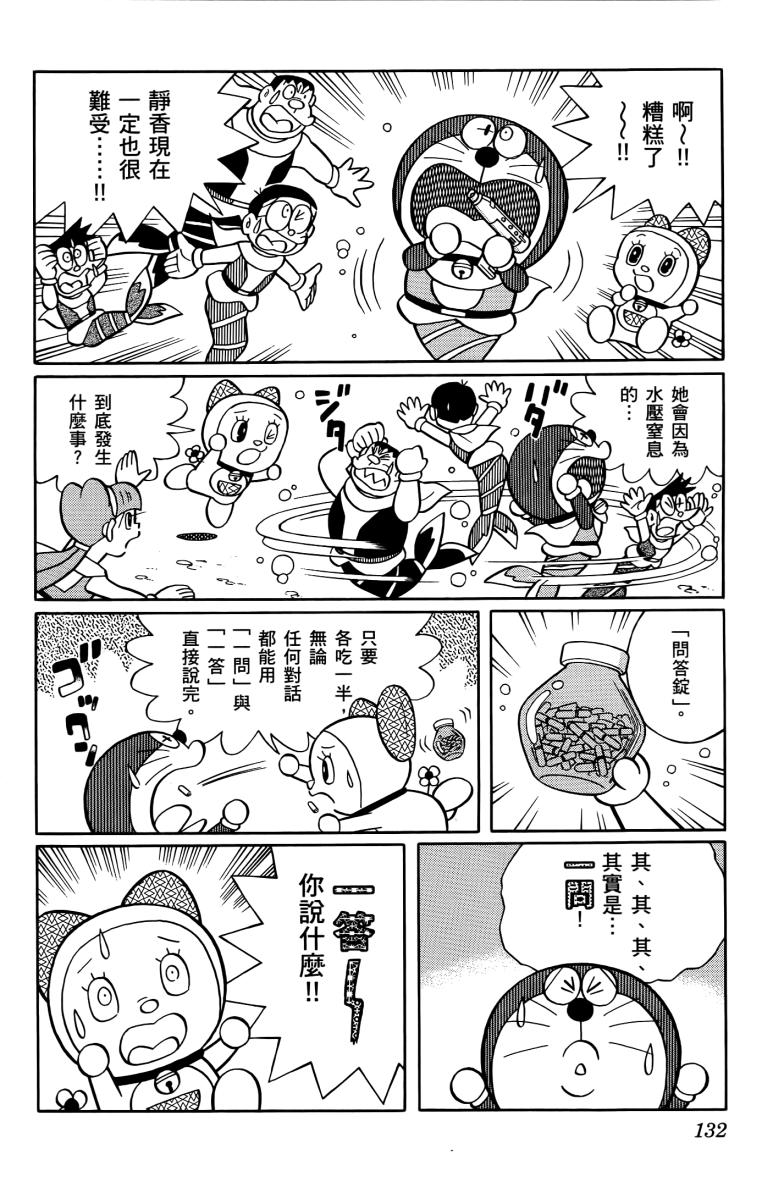 啊～!!
糟糕了
～～!!
靜香現在
一定也很
難受……!!
她會因為
水壓窒息
的…
バタ
ジタ
到底發生
什麼事？
「問答錠」。
只要
各吃一半，
無論
任何對話
都能用
「一問」與
「一答」
直接說完。
ゴクッ
ゴクッ
其、其、其、
其實是…
一問！
一答～
你說什麼!!
132